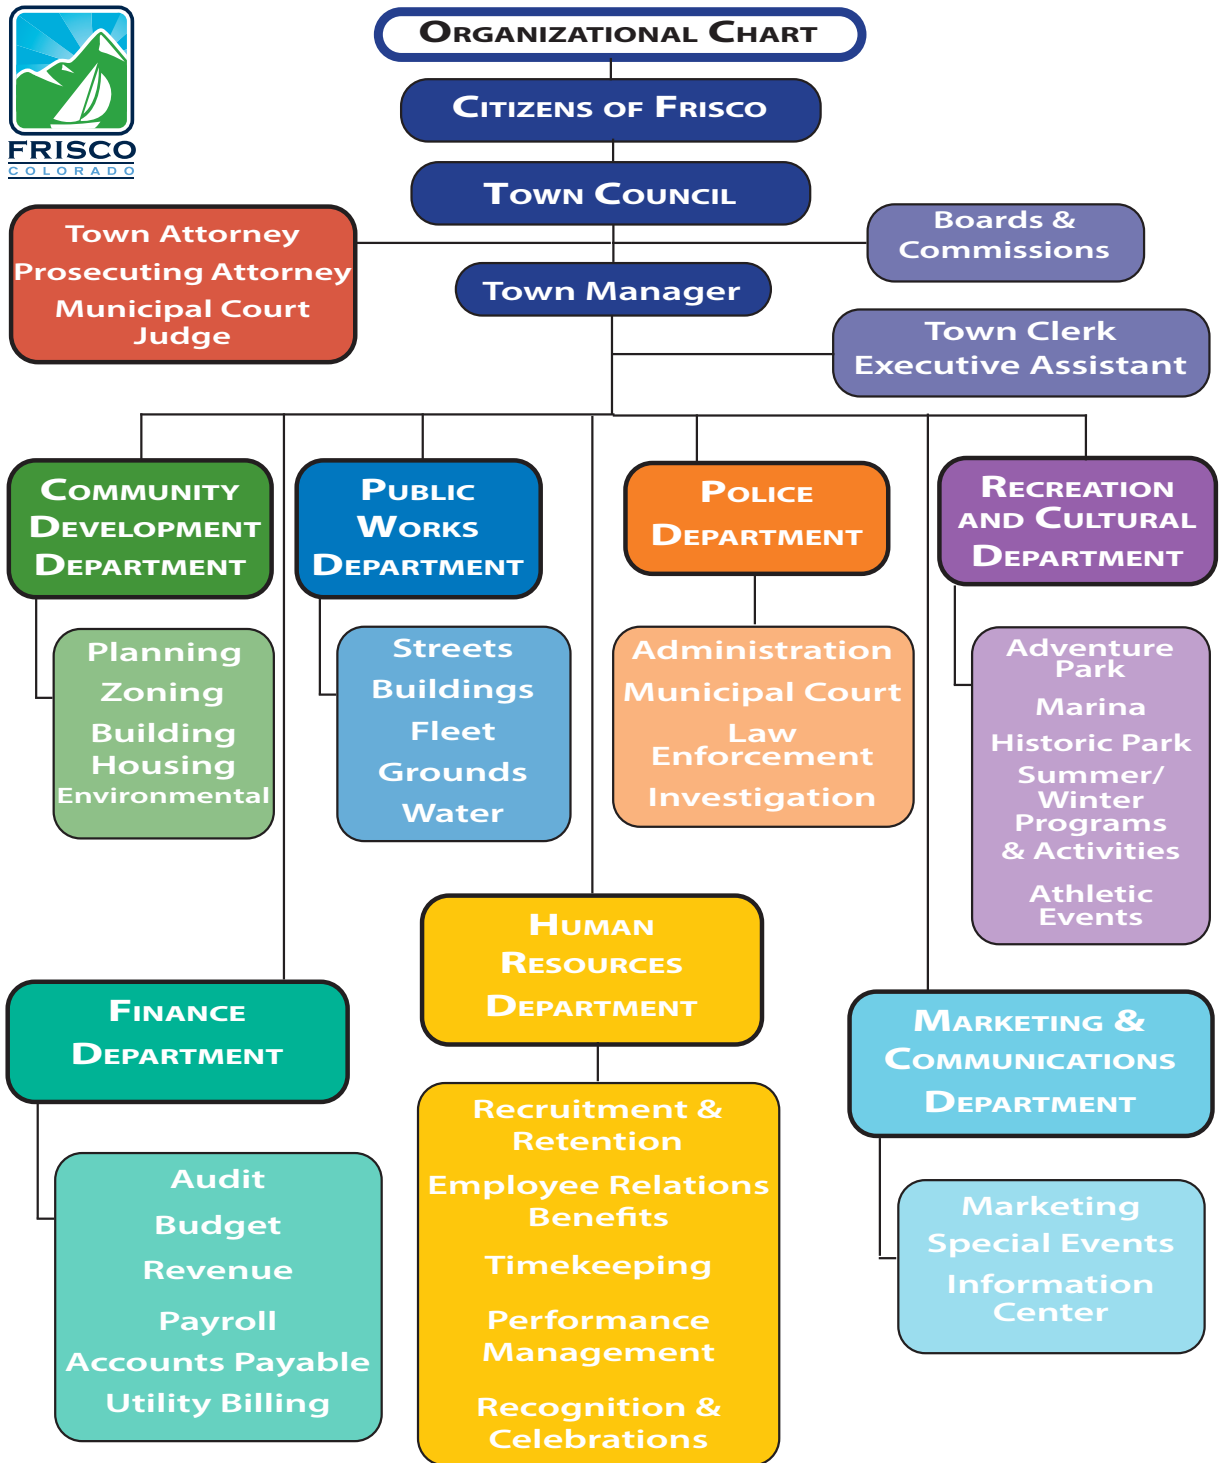 ORGANIZATIONAL CHART
FRISCO
COLORADO
CITIZENS OF FRISCO
TOWN COUNCIL
Town Attorney
Prosecuting Attorney
Municipal Court
Judge
Boards &
Commissions
Town Manager
Town Clerk
Executive Assistant
COMMUNITY
DEVELOPMENT
DEPARTMENT
Planning
Zoning
Building
Housing
Environmental
PUBLIC
WORKS
DEPARTMENT
Streets
Buildings
Fleet
Grounds
Water
POLICE
DEPARTMENT
Administration
Municipal Court
Law
Enforcement
Investigation
RECREATION
AND CULTURAL
DEPARTMENT
Adventure
Park
Marina
Historic Park
Summer/
Winter
Programs
& Activities
Athletic
Events
FINANCE
DEPARTMENT
Audit
Budget
Revenue
Payroll
Accounts Payable
Utility Billing
HUMAN
RESOURCES
DEPARTMENT
Recruitment &
Retention
Employee Relations
Benefits
Timekeeping
Performance
Management
Recognition &
Celebrations
MARKETING &
COMMUNICATIONS
DEPARTMENT
Marketing
Special Events
Information
Center